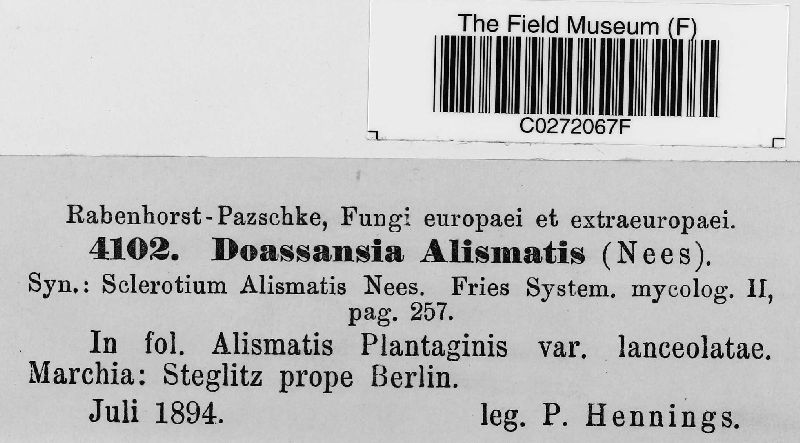 The Field Museum (F)
C0272067F
Rabenhorst-Pazschke, Fungi europaei et extraeuropaei.
4102. Doassansia Alismatis (Nees).
Syn.: Sclerotium Alismatis Nees. Fries System. mycolog. II,
pag. 257.
In fol. Alismatis Plantaginis var. lanceolatae.
Marchia: Steglitz prope Berlin.
Juli 1894. leg. P. Hennings.